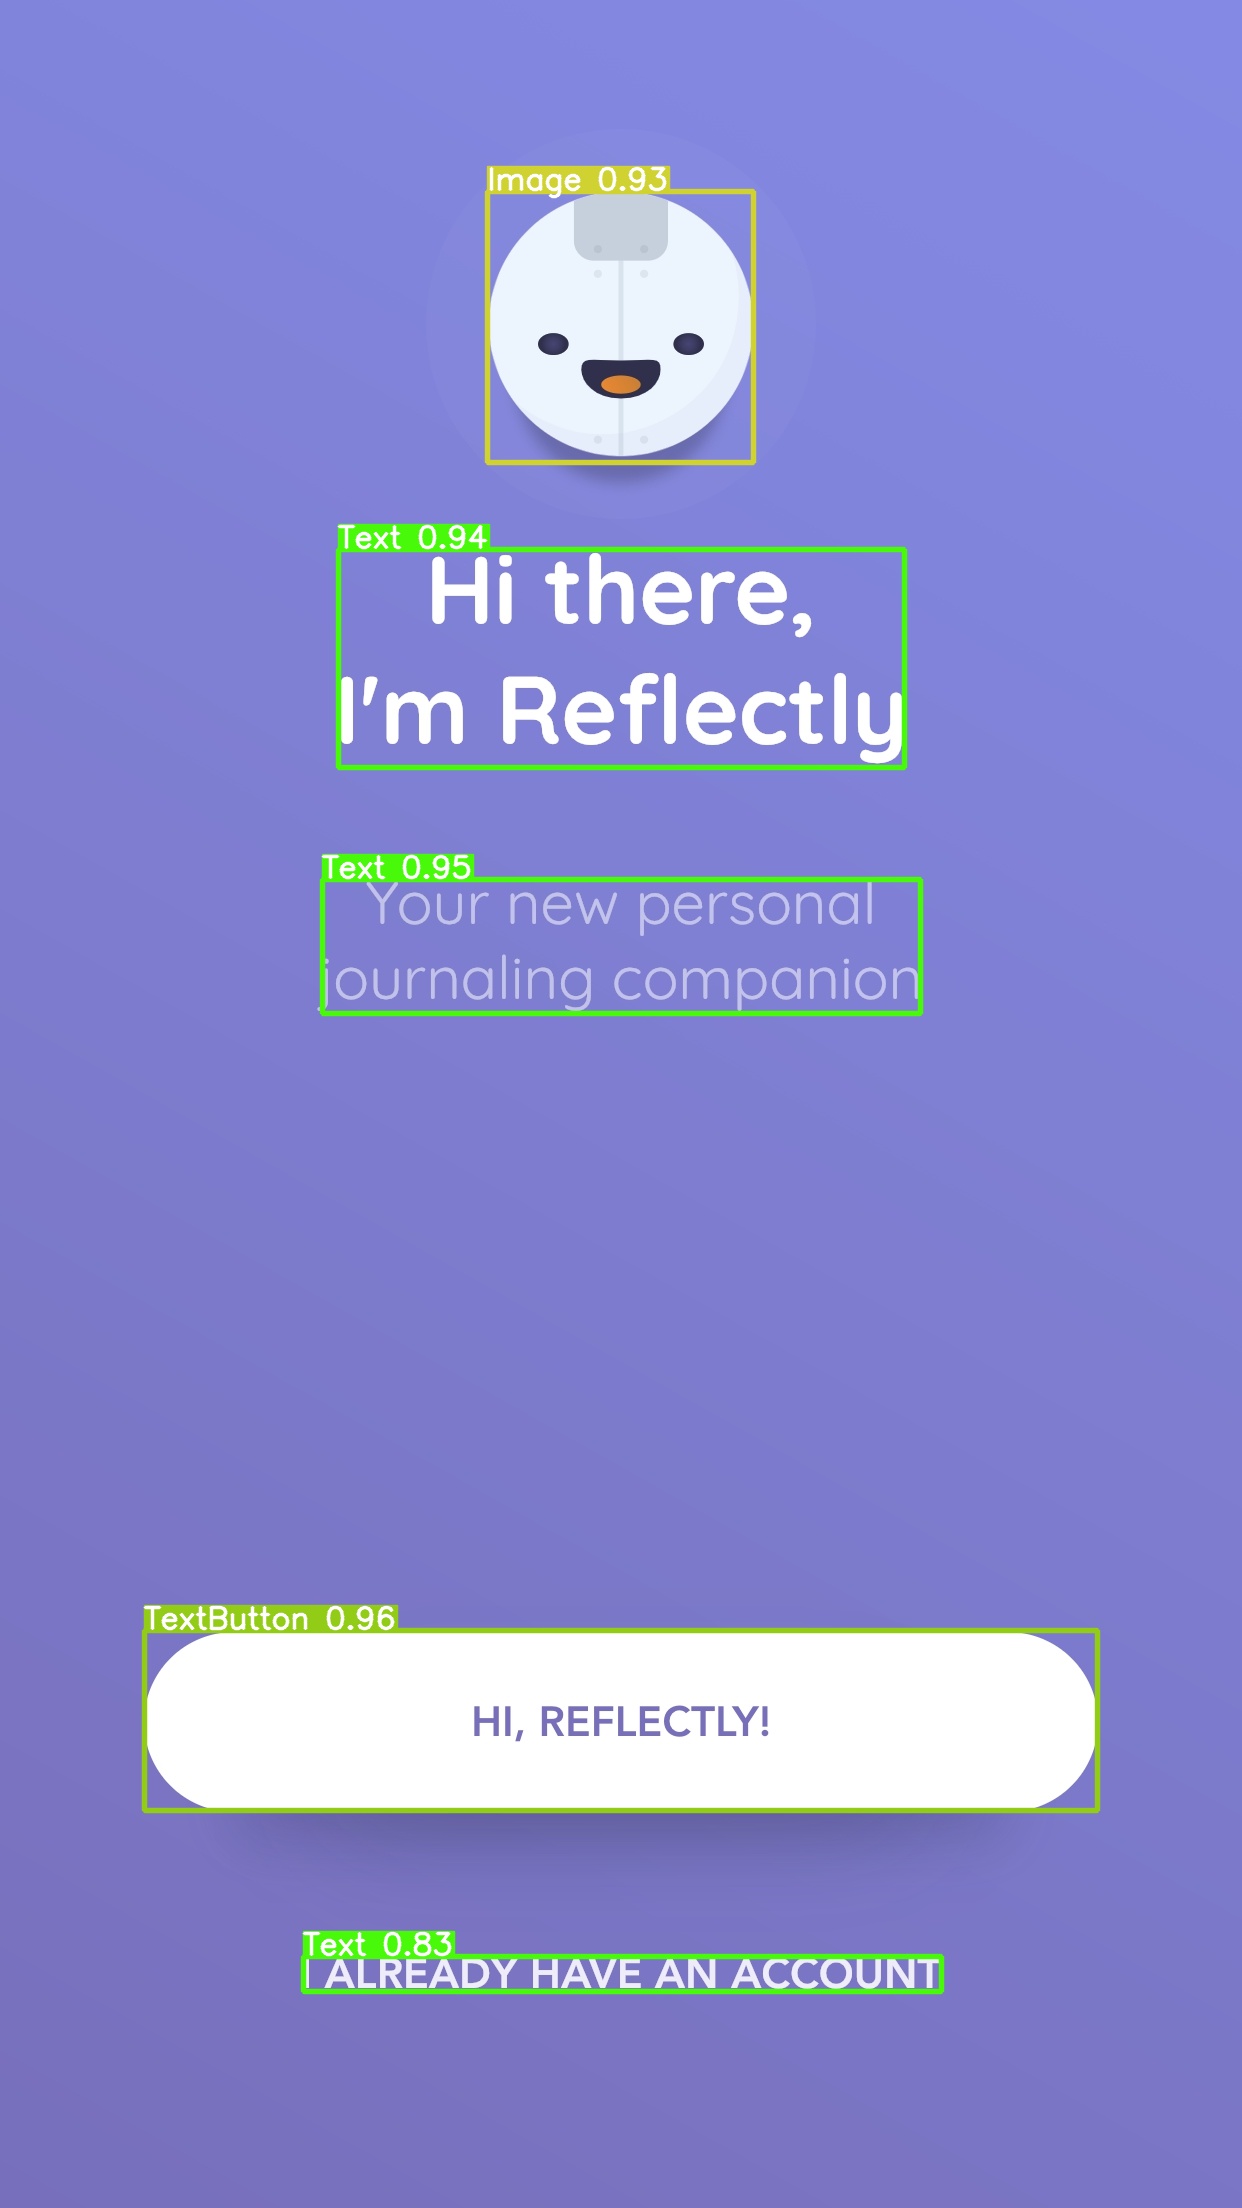 Image 0.93
Text 0.94
Hi there,
I'm Reflectly
Text 0.95
Your new personal
journaling companion
TextButton 0.96
HI, REFLECTLY!
Text 0.83
I ALREADY HAVE AN ACCOUNT